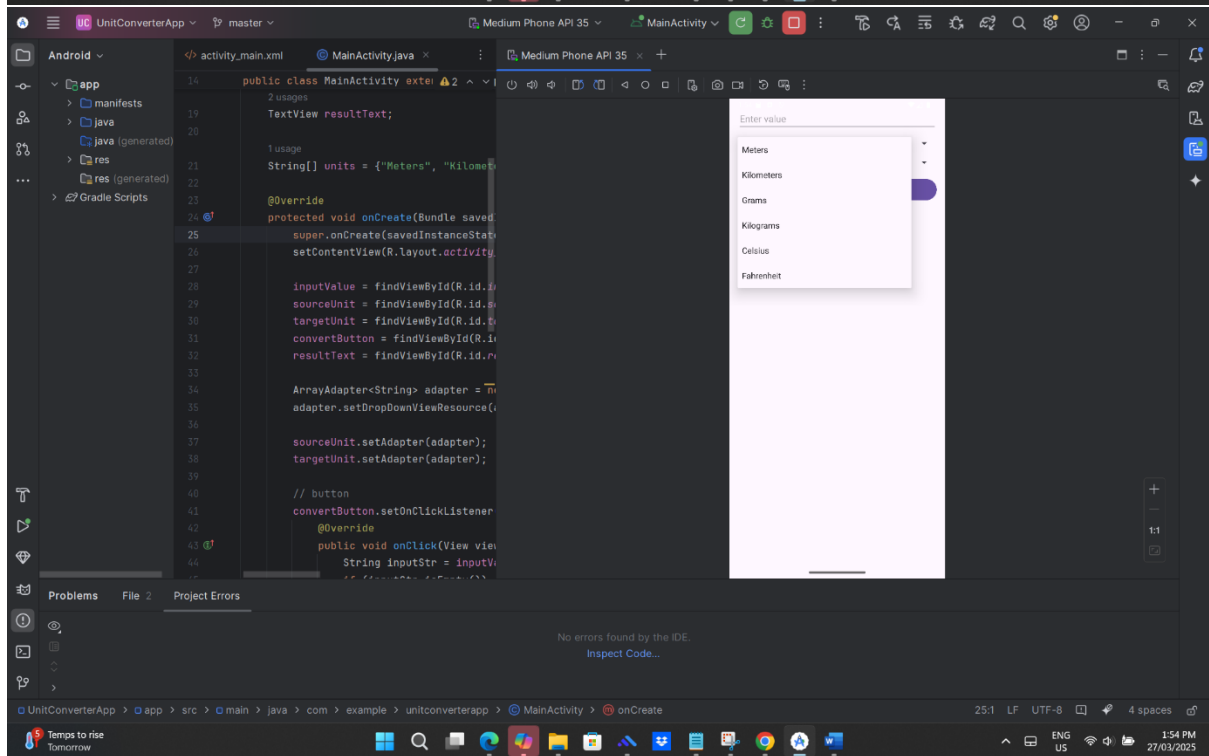 UC UnitConverterApp master Medium Phone API 35 MainActivity
Android
app
manifests
java
java (generated)
res
res (generated)
Gradle Scripts
activity_main.xml MainActivity.java
14 public class MainActivity exter 2
2 usages
19 TextView resultText;
20
1 usage
21 String[] units = {"Meters", "Kilomet
22
23 @Override
24 protected void onCreate(Bundle saved
25 super.onCreate(savedInstanceStat
26 setContentView(R.layout.activity
27
28 inputValue = findViewById(R.id.i
29 sourceUnit = findViewById(R.id.s
30 targetUnit = findViewById(R.id.t
31 convertButton = findViewById(R.i
32 resultText = findViewById(R.id.r
33
34 ArrayAdapter<String> adapter = n
35 adapter.setDropDownViewResource(
36
37 sourceUnit.setAdapter(adapter);
38 targetUnit.setAdapter(adapter);
39
40 // button
41 convertButton.setOnClickListener
42 @Override
43 public void onClick(View vie
44 String inputStr = inputV
Medium Phone API 35
Enter value
Meters
Kilometers
Grams
Kilograms
Celsius
Fahrenheit
1:1
Problems File 2 Project Errors
No errors found by the IDE.
Inspect Code...
UnitConverterApp > app > src > main > java > com > example > unitconverterapp > MainActivity > onCreate
25:1 LF UTF-8 4 spaces
5
Temps to rise
Tomorrow
ENG
US
1:54 PM
27/03/2025